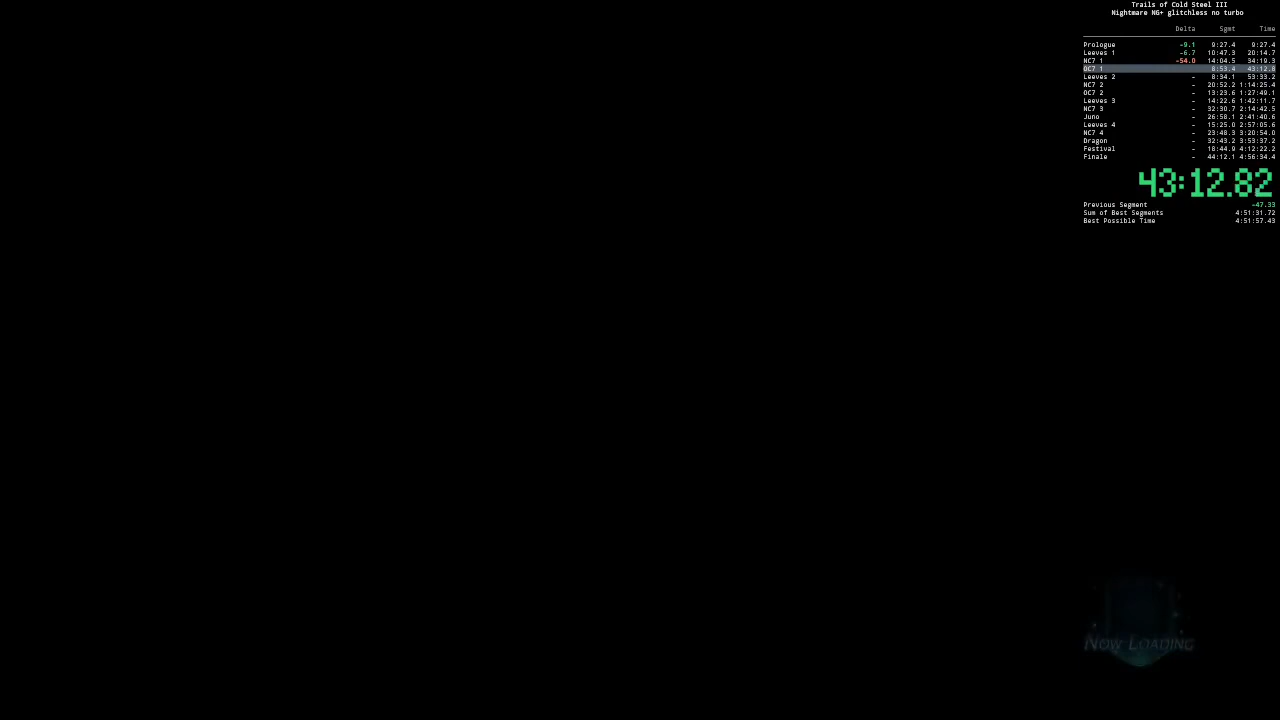 Trails of Cold Steel III
Nightmare NG+ glitchless no turbo
Delta Sgmt Time
Prologue -9.1 9:27.4 9:27.4
Leeves 1 -6.7 10:47.3 20:14.7
NC7 1 -54.0 14:04.5 34:19.3
OC7 1 8:53.4 43:12.8
Leeves 2 - 8:34.1 53:33.2
NC7 2 - 20:52.2 1:14:25.4
OC7 2 - 13:23.6 1:27:49.1
Leeves 3 - 14:22.6 1:42:11.7
NC7 3 - 32:30.7 2:14:42.5
Juno - 26:58.1 2:41:40.6
Leeves 4 - 15:25.0 2:57:05.6
NC7 4 - 23:48.3 3:20:54.0
Dragon - 32:43.2 3:53:37.2
Festival - 18:44.9 4:12:22.2
Finale - 44:12.1 4:56:34.4
43:12.82
Previous Segment -47.33
Sum of Best Segments 4:51:31.72
Best Possible Time 4:51:57.43
Now Loading